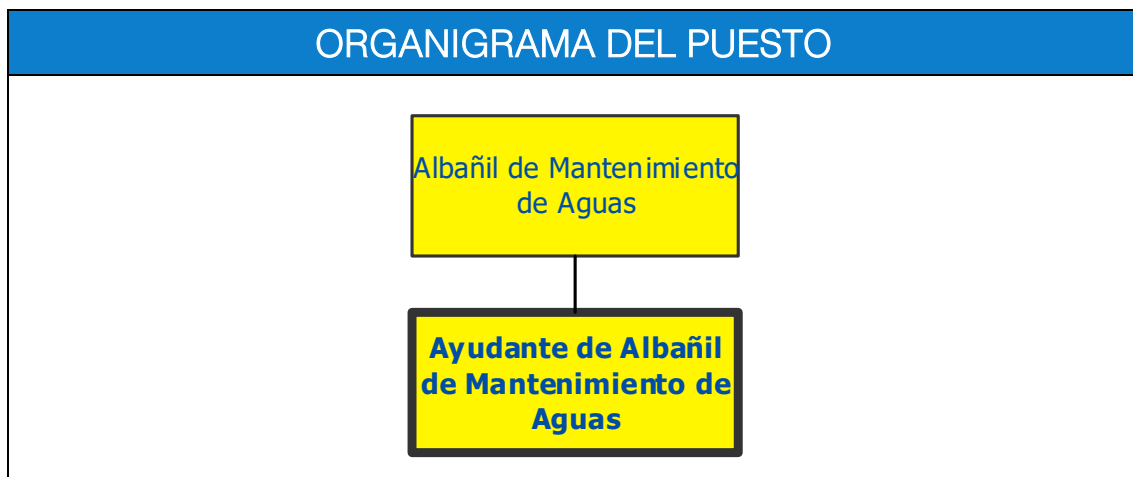 ORGANIGRAMA DEL PUESTO
Albañil de Mantenimiento
de Aguas
Ayudante de Albañil
de Mantenimiento de
Aguas